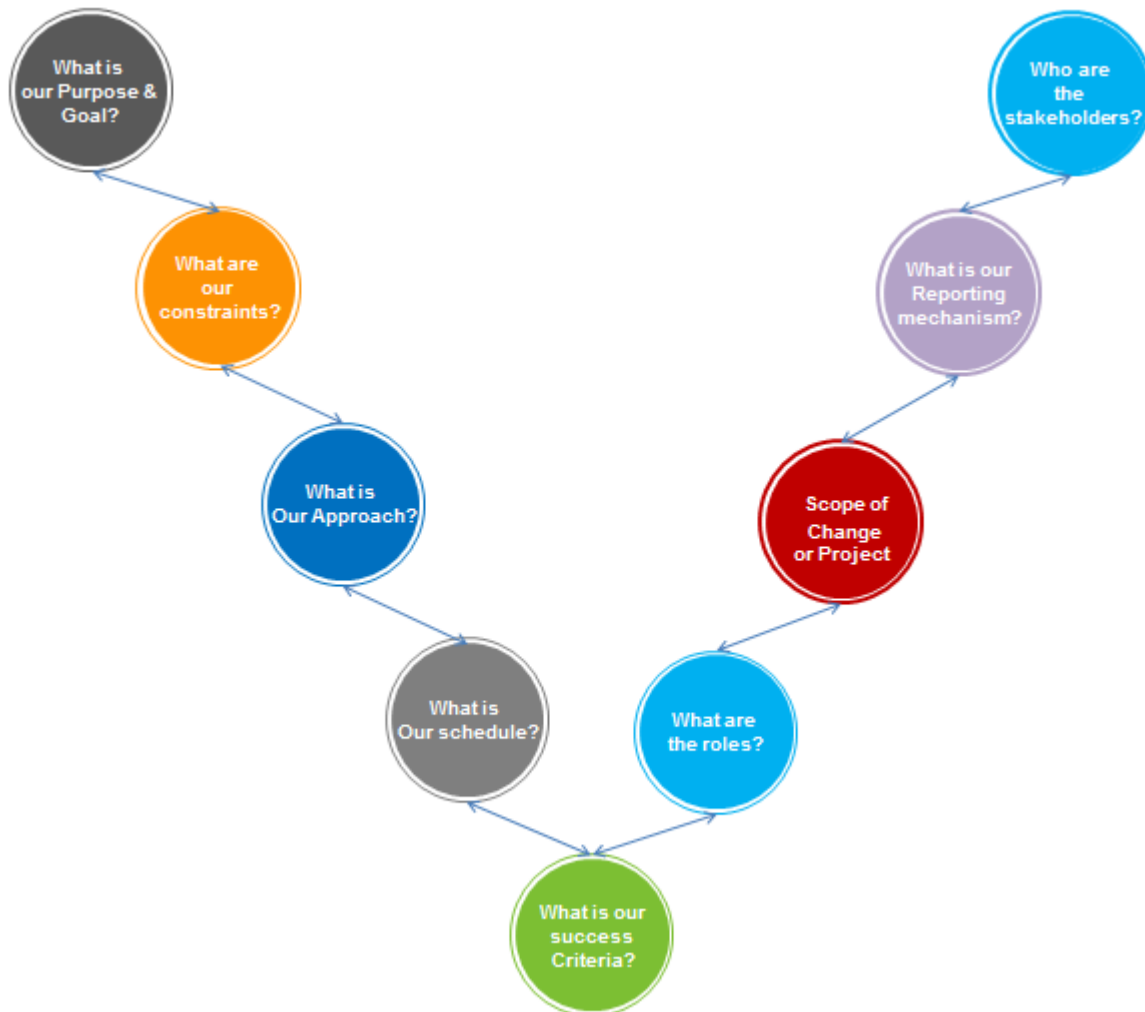 What is
our Purpose &
Goal?
Who are
the
stakeholders?
What are
our
constraints?
What is our
Reporting
mechanism?
What is
Our Approach?
Scope of
Change
or Project
What is
Our schedule?
What are
the roles?
What is our
success
Criteria?